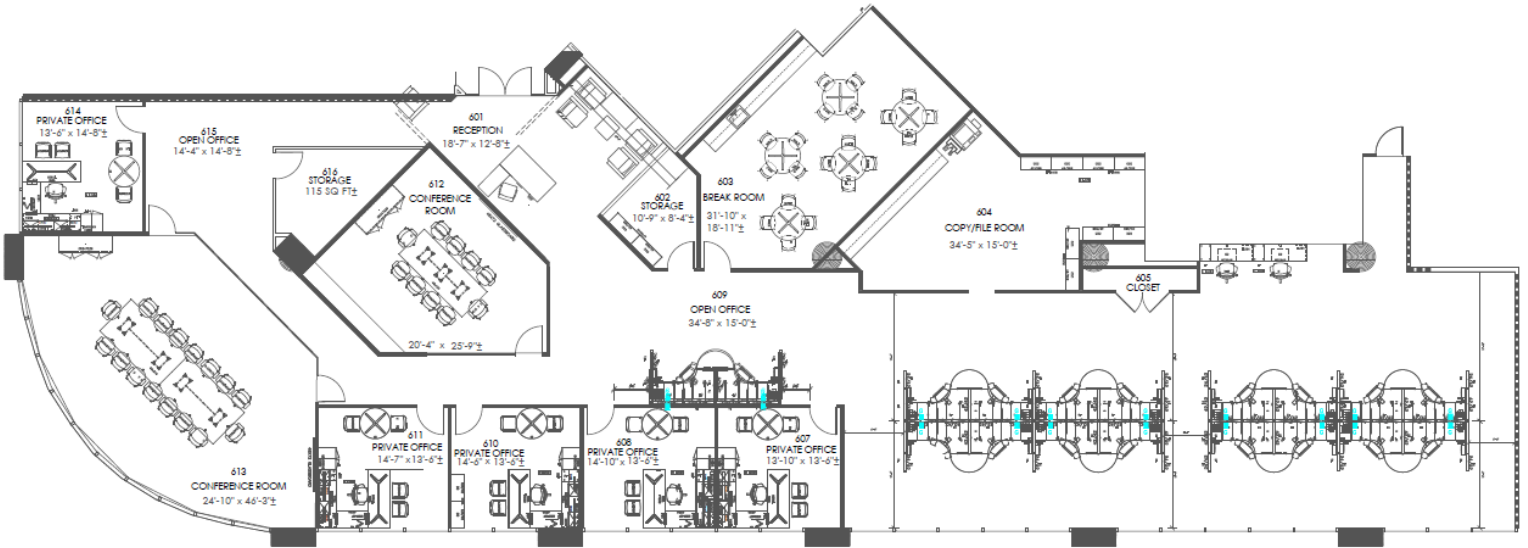 614
PRIVATE OFFICE
13'-6" x 14'-8"±
615
OPEN OFFICE
14'-4" x 14'-8"±
616
STORAGE
115 SQ FT±
601
RECEPTION
18'-7" x 12'-8"±
612
CONFERENCE
ROOM
20'-4" x 25'-9"±
602
STORAGE
10'-9" x 8'-4"±
603
BREAK ROOM
31'-10" x
18'-11"±
604
COPY/FILE ROOM
34'-5" x 15'-0"±
605
CLOSET
609
OPEN OFFICE
34'-8" x 15'-0"±
613
CONFERENCE ROOM
24'-10" x 46'-3"±
611
PRIVATE OFFICE
14'-7" x 13'-6"±
610
PRIVATE OFFICE
14'-6" x 13'-6"±
608
PRIVATE OFFICE
14'-10" x 13'-6"±
607
PRIVATE OFFICE
13'-10" x 13'-6"±